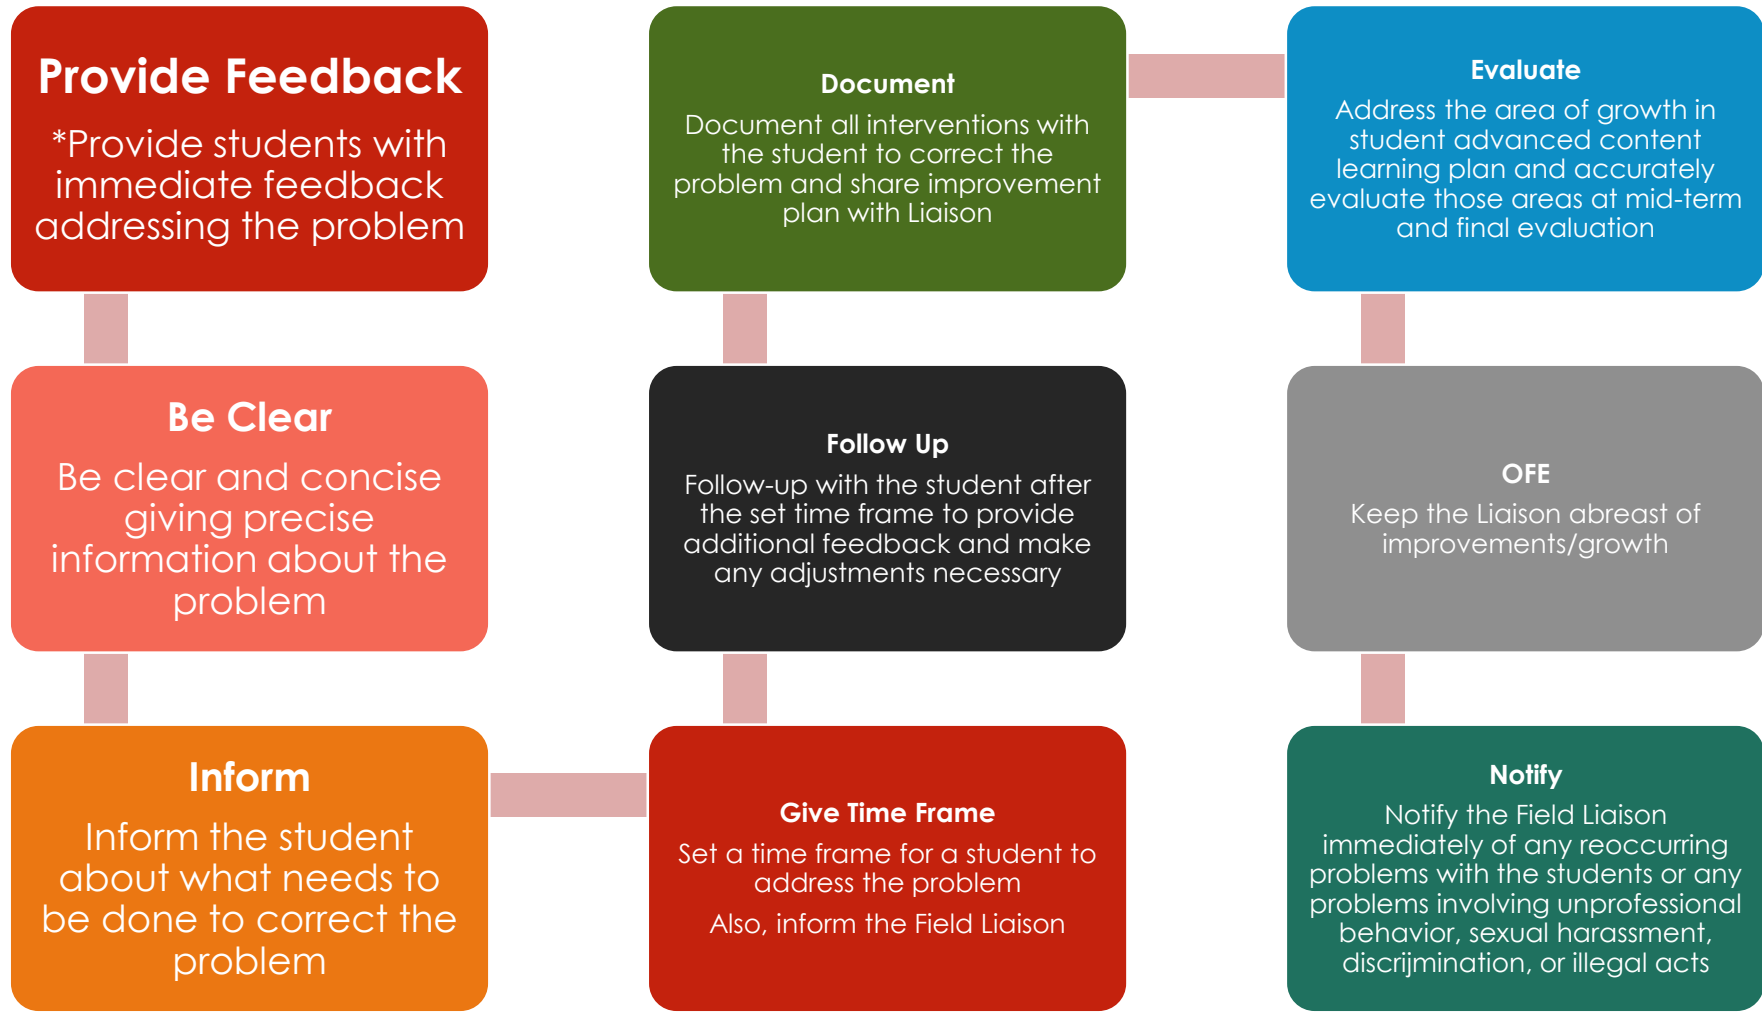 Provide Feedback
*Provide students with
immediate feedback
addressing the problem
Be Clear
Be clear and concise
giving precise
information about the
problem
Inform
Inform the student
about what needs to
be done to correct the
problem
Give Time Frame
Set a time frame for a student to
address the problem
Also, inform the Field Liaison
Follow Up
Follow-up with the student after
the set time frame to provide
additional feedback and make
any adjustments necessary
Document
Document all interventions with
the student to correct the
problem and share improvement
plan with Liaison
Evaluate
Address the area of growth in
student advanced content
learning plan and accurately
evaluate those areas at mid-term
and final evaluation
OFE
Keep the Liaison abreast of
improvements/growth
Notify
Notify the Field Liaison
immediately of any reoccurring
problems with the students or any
problems involving unprofessional
behavior, sexual harassment,
discrijmination, or illegal acts